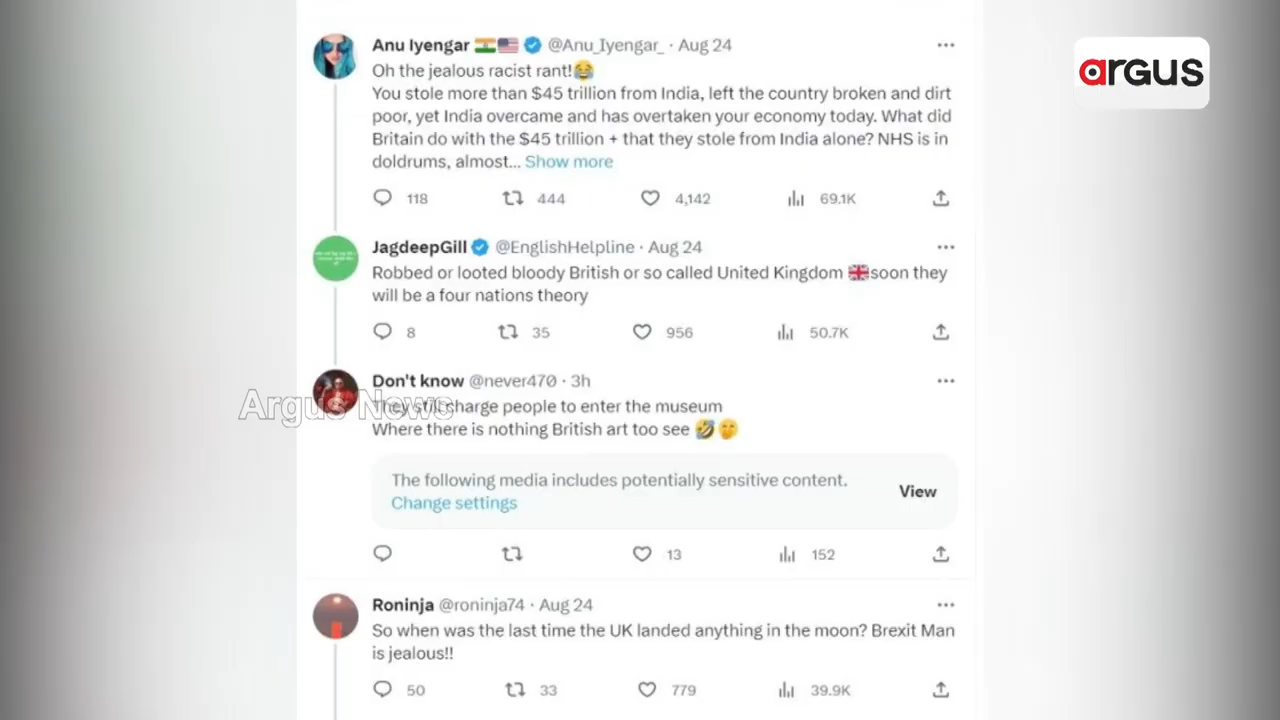 Anu Iyengar 🇮🇳🇺🇸 @Anu_Iyengar_ · Aug 24
Oh the jealous racist rant!😂
You stole more than $45 trillion from India, left the country broken and dirt
poor, yet India overcame and has overtaken your economy today. What did
Britain do with the $45 trillion + that they stole from India alone? NHS is in
doldrums, almost... Show more
118 444 4,142 69.1K
JagdeepGill @EnglishHelpline · Aug 24
Robbed or looted bloody British or so called United Kingdom 🇬🇧soon they
will be a four nations theory
8 35 956 50.7K
Don't know @never470 · 3h
They still charge people to enter the museum
Where there is nothing British art too see 🤣🤭
The following media includes potentially sensitive content.
Change settings
View
13 152
Roninja @roninja74 · Aug 24
So when was the last time the UK landed anything in the moon? Brexit Man
is jealous!!
50 33 779 39.9K
argus
Argus News